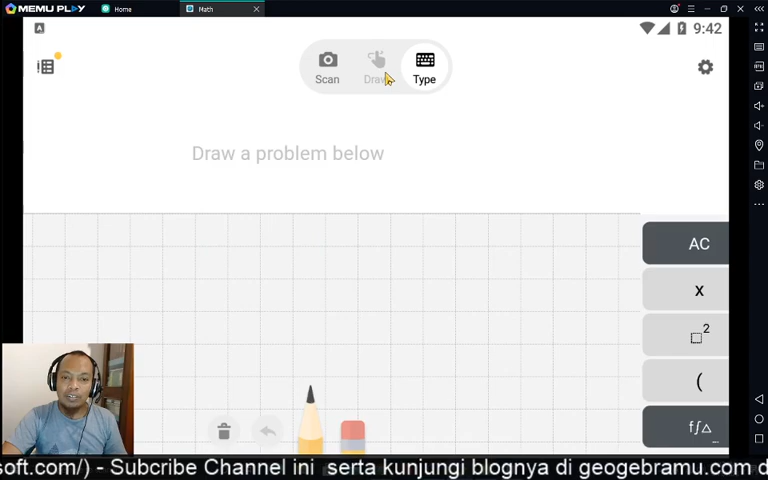 MEMU PLAY Home Math
A 9:42
Scan Draw Type
Draw a problem below
AC
x
2
(
f∫△
soft.com/) - Subcribe Channel ini serta kunjungi blognya di geogebramu.com d